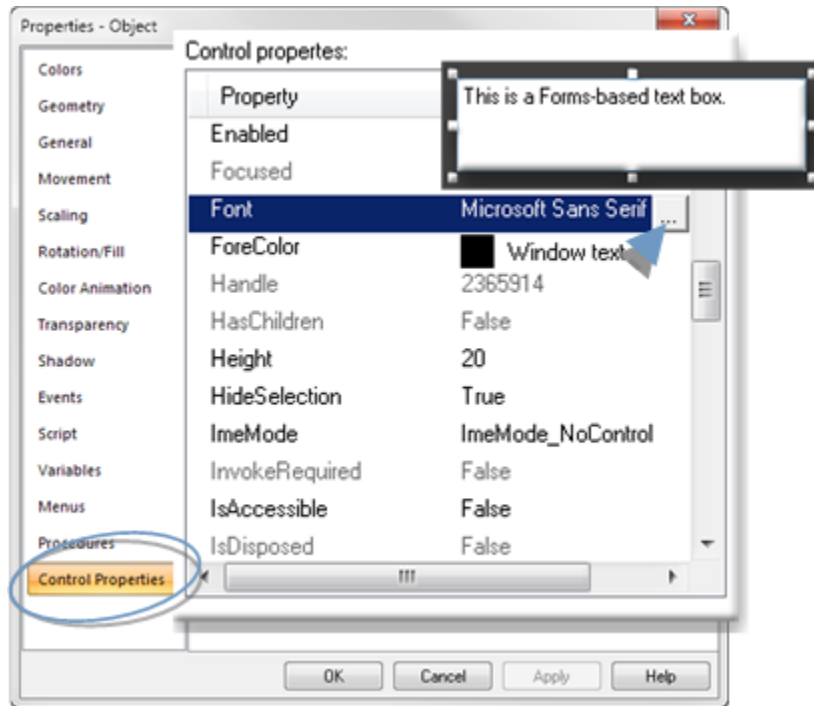 Properties - Object
Colors
Geometry
General
Movement
Scaling
Rotation/Fill
Color Animation
Transparency
Shadow
Events
Script
Variables
Menus
Procedures
Control Properties
Control propertes:
Property
This is a Forms-based text box.
Enabled
Focused
Font Microsoft Sans Serif ...
ForeColor Window text
Handle 2365914
HasChildren False
Height 20
HideSelection True
ImeMode ImeMode_NoControl
InvokeRequired False
IsAccessible False
IsDisposed False
OK Cancel Apply Help